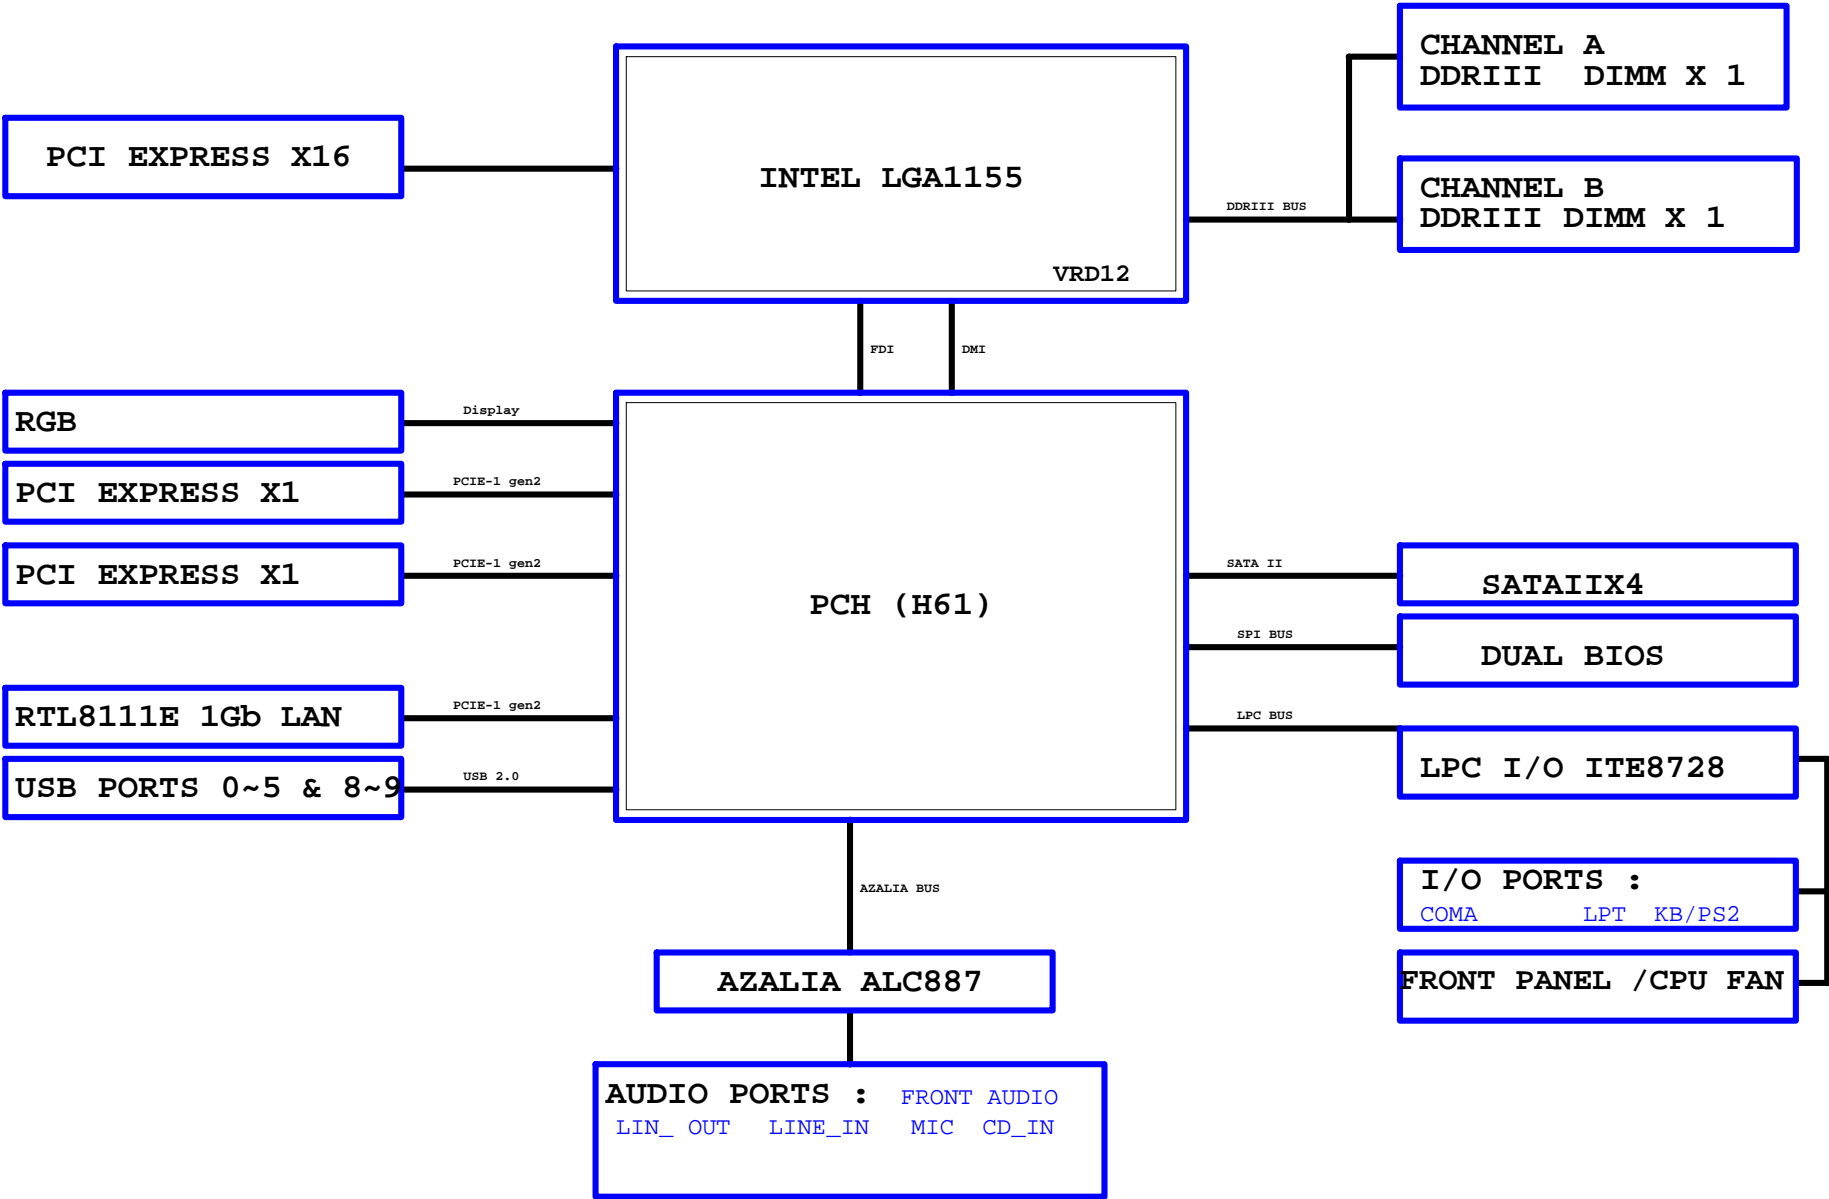 CHANNEL A
DDRIII DIMM X 1
PCI EXPRESS X16
INTEL LGA1155
CHANNEL B
DDRIII DIMM X 1
DDRIII BUS
VRD12
FDI
DMI
RGB
Display
PCI EXPRESS X1
PCIE-1 gen2
PCI EXPRESS X1
PCIE-1 gen2
PCH (H61)
SATA II
SATAIIX4
SPI BUS
DUAL BIOS
RTL8111E 1Gb LAN
PCIE-1 gen2
LPC BUS
LPC I/O ITE8728
USB PORTS 0~5 & 8~9
USB 2.0
AZALIA BUS
I/O PORTS :
COMA LPT KB/PS2
AZALIA ALC887
FRONT PANEL /CPU FAN
AUDIO PORTS : FRONT AUDIO
LIN_ OUT LINE_IN MIC CD_IN